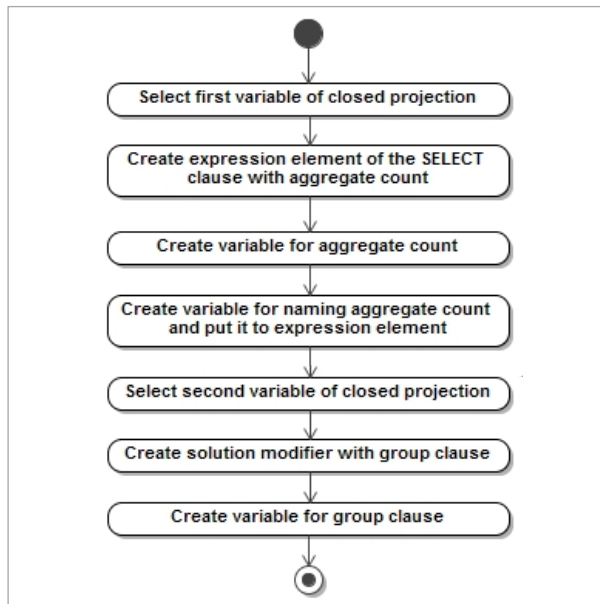 Select first variable of closed projection
Create expression element of the SELECT
clause with aggregate count
Create variable for aggregate count
Create variable for naming aggregate count
and put it to expression element
Select second variable of closed projection
Create solution modifier with group clause
Create variable for group clause